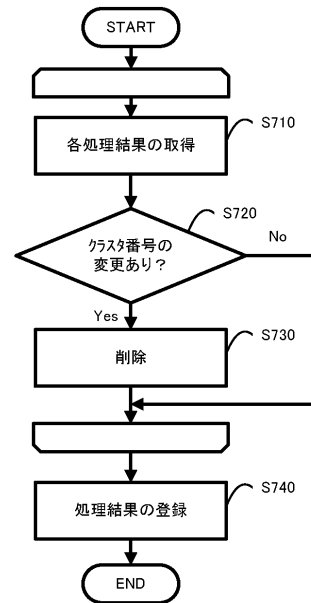 START
各処理結果の取得
S710
クラスタ番号の
変更あり？
S720
No
Yes
削除
S730
処理結果の登録
S740
END